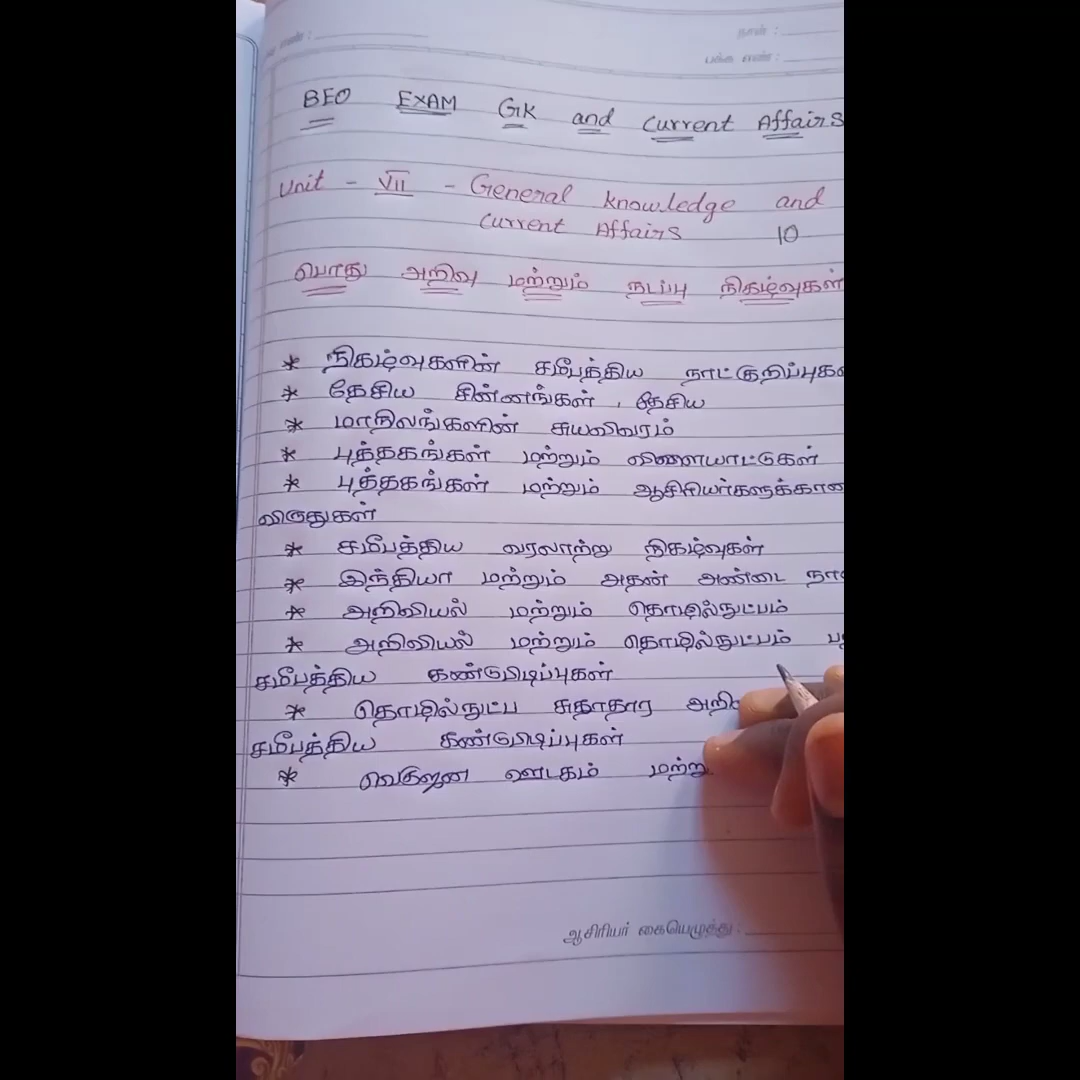 நாள் :
பக்க எண் :
BEO EXAM GK and Current Affairs
Unit - VII - General knowledge and
Current Affairs 10
பொது அறிவு மற்றும் நடப்பு நிகழ்வுகள்
* நிகழ்வுகளின் சமீபத்திய நாட்குறிப்புகள்
* தேசிய சின்னங்கள், தேசிய
* மாநிலங்களின் சுயவிவரம்
* புத்தகங்கள் மற்றும் விளையாட்டுகள்
* புத்தகங்கள் மற்றும் ஆசிரியர்களுக்கான
விருதுகள்
* சமீபத்திய வரலாற்று நிகழ்வுகள்
* இந்தியா மற்றும் அதன் அண்டை
* அறிவியல் மற்றும் தொழில்நுட்பம்
* அறிவியல் மற்றும் தொழில்நுட்பம்
சமீபத்திய கண்டுபிடிப்புகள்
* தொழில்நுட்ப சுகாதார
சமீபத்திய கண்டுபிடிப்புகள்
* வெகுஜன ஊடகம் மற்று
ஆசிரியர் கையெழுத்து :